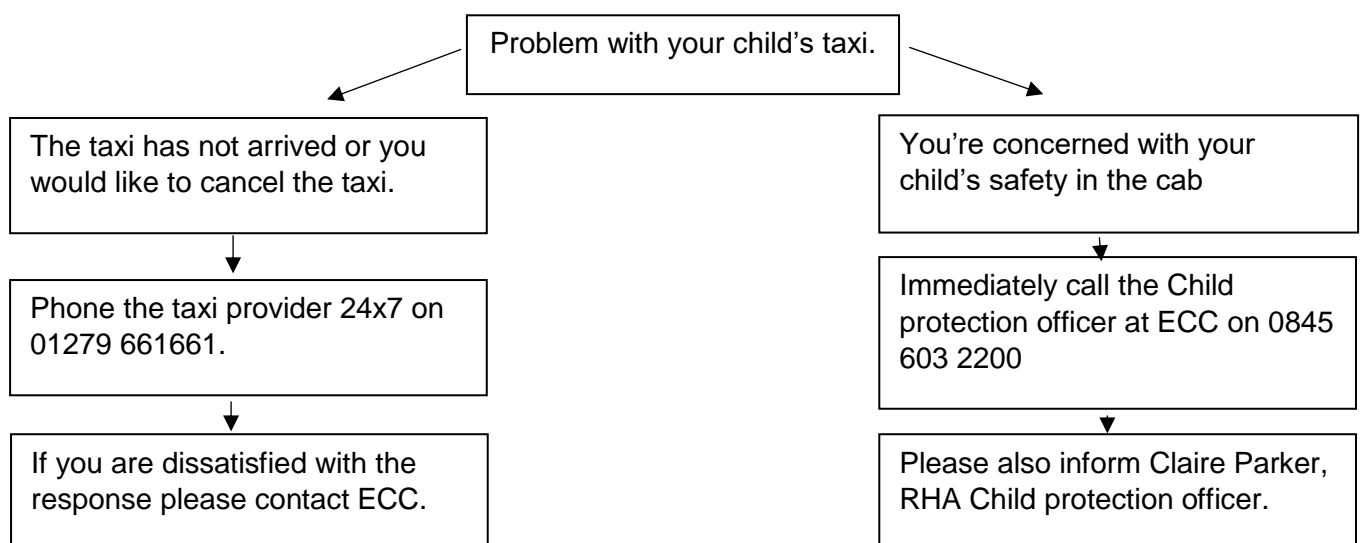 Problem with your child’s taxi.
The taxi has not arrived or you
would like to cancel the taxi.
Phone the taxi provider 24x7 on
01279 661661.
If you are dissatisfied with the
response please contact ECC.
You’re concerned with your
child’s safety in the cab
Immediately call the Child
protection officer at ECC on 0845
603 2200
Please also inform Claire Parker,
RHA Child protection officer.